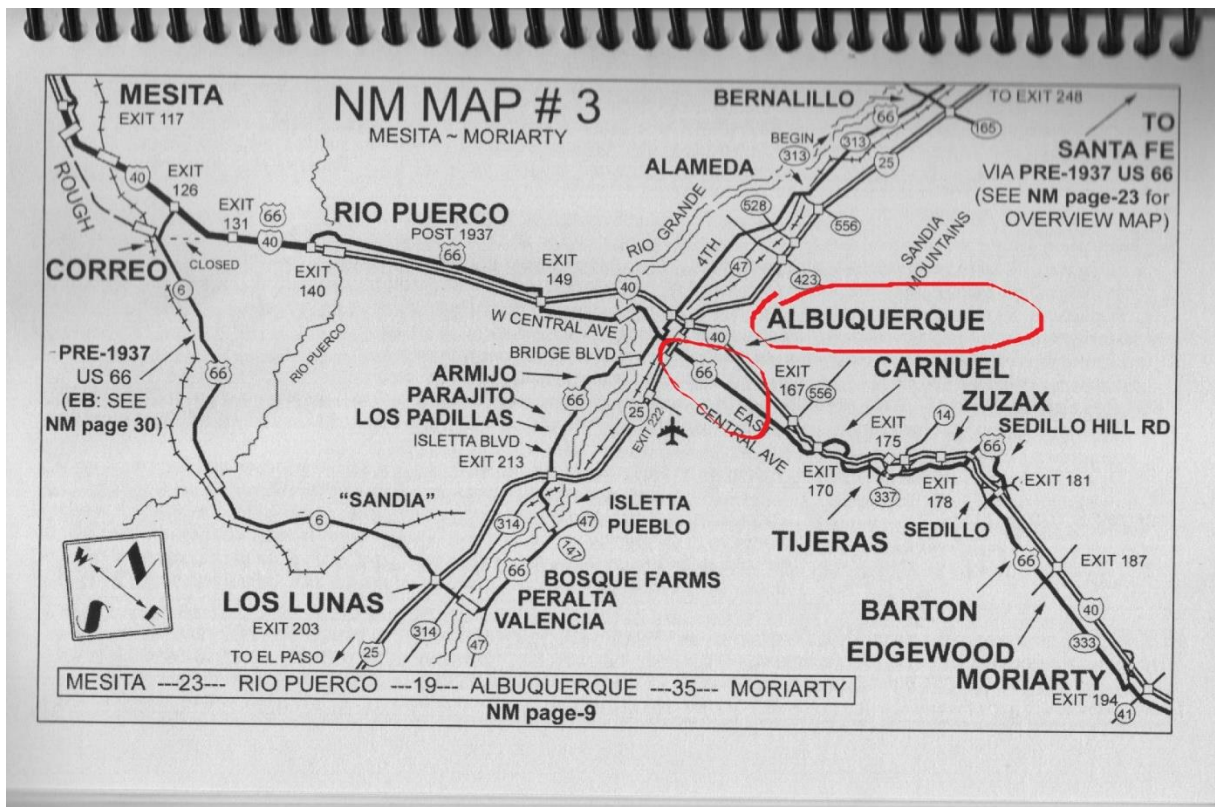 NM MAP # 3
MESITA ~ MORIARTY
MESITA
EXIT 117
ROUGH
40
EXIT
126
EXIT
131
66
40
CORREO
CLOSED
6
RIO PUERCO
POST 1937
66
EXIT
140
RIO PUERCO
EXIT
149
40
W CENTRAL AVE
BRIDGE BLVD
PRE-1937
US 66
(EB: SEE
NM page 30)
66
ARMIJO
PARAJITO
LOS PADILLAS
66
ISLETTA BLVD
EXIT 213
25
EXIT 222
BERNALILLO
66
TO EXIT 248
165
BEGIN
313
313
25
ALAMEDA
RIO GRANDE
528
556
4TH
47
423
SANDIA
MOUNTAINS
TO
SANTA FE
VIA PRE-1937 US 66
(SEE NM page-23 for
OVERVIEW MAP)
ALBUQUERQUE
40
66
EAST
CENTRAL AVE
EXIT
167
556
CARNUEL
EXIT
175
14
ZUZAX
SEDILLO HILL RD
66
EXIT
170
337
EXIT
178
EXIT 181
SEDILLO
TIJERAS
"SANDIA"
6
314
ISLETTA
PUEBLO
47
147
66
BOSQUE FARMS
PERALTA
VALENCIA
LOS LUNAS
EXIT 203
314
47
25
TO EL PASO
66
EXIT 187
BARTON
40
EDGEWOOD
333
MORIARTY
EXIT 194
41
N
W
E
S
MESITA ---23--- RIO PUERCO ---19--- ALBUQUERQUE ---35--- MORIARTY
NM page-9